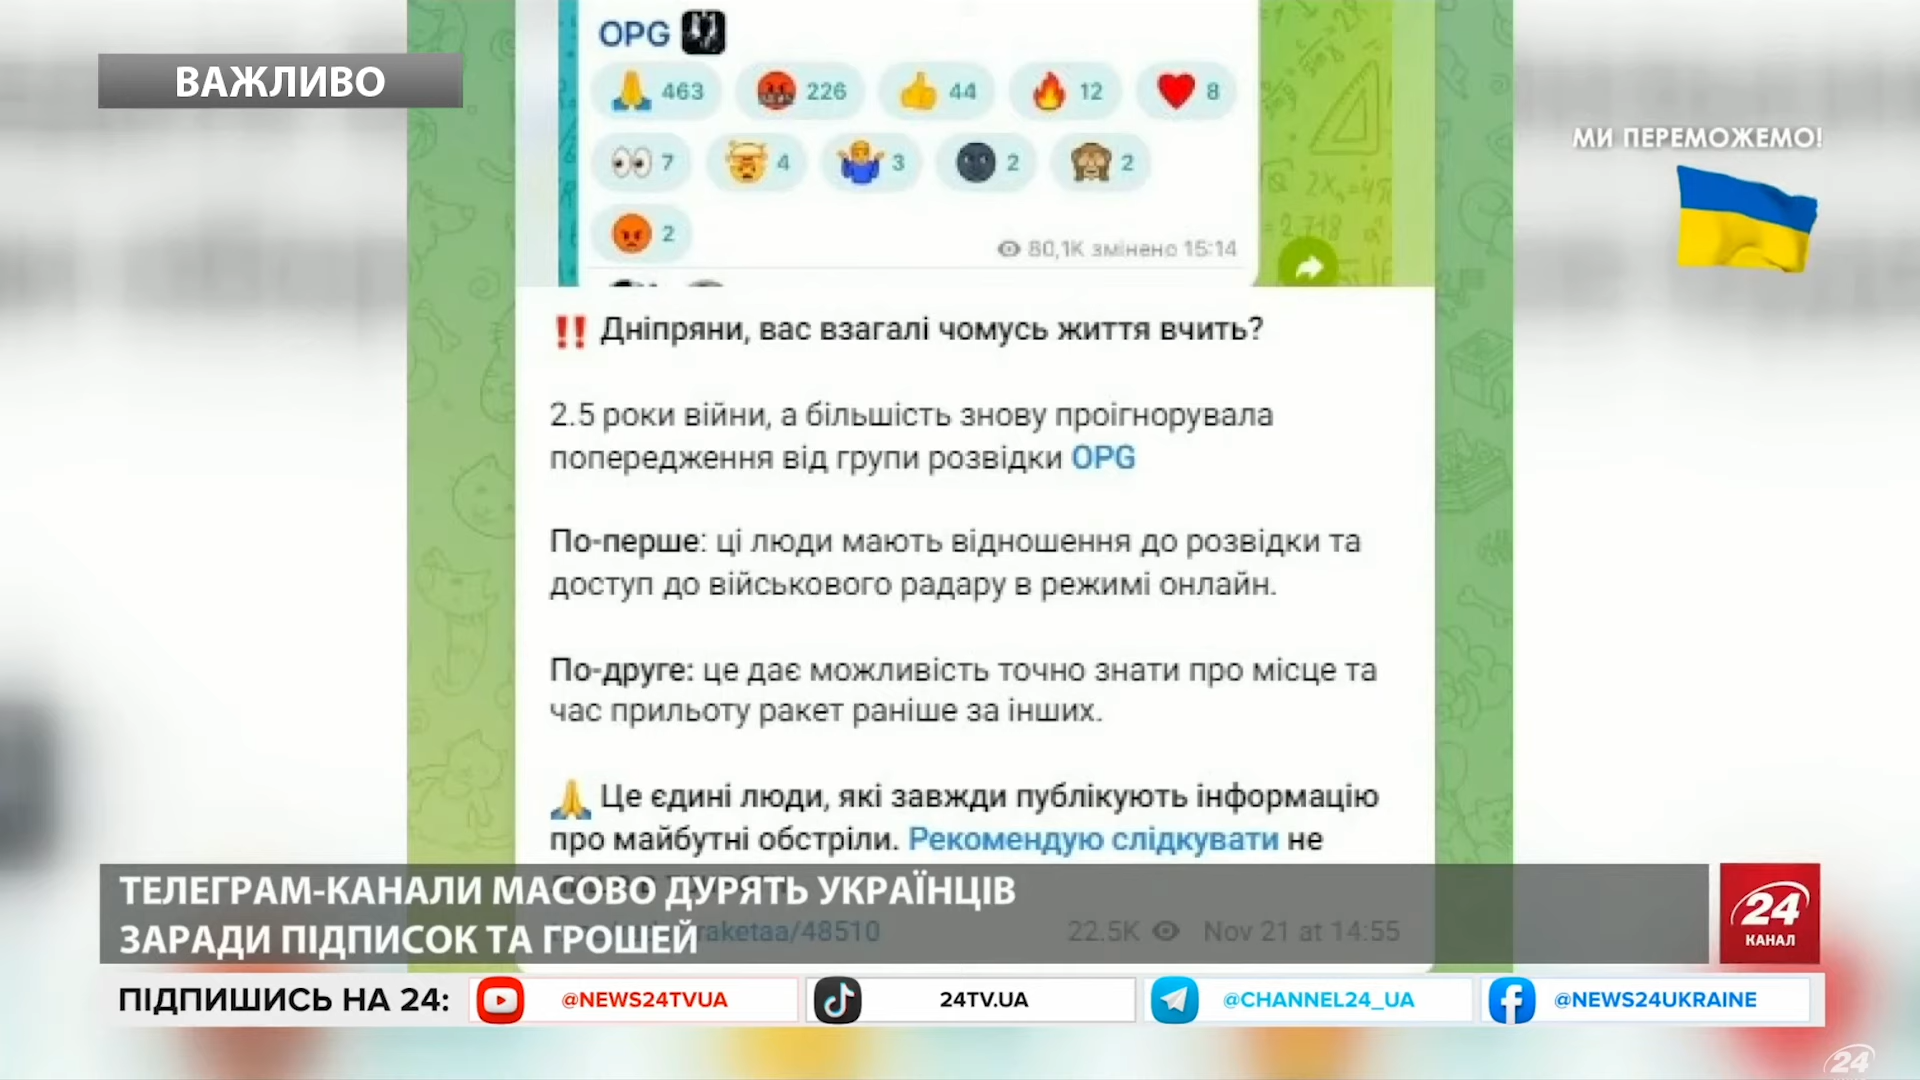 ВАЖЛИВО
МИ ПЕРЕМОЖЕМО!
OPG
463 226 44 12 8
7 4 3 2 2
2
80,1K змінено 15:14
Дніпряни, вас взагалі чомусь життя вчить?
2.5 роки війни, а більшість знову проігнорувала
попередження від групи розвідки OPG
По-перше: ці люди мають відношення до розвідки та
доступ до військового радару в режимі онлайн.
По-друге: це дає можливість точно знати про місце та
час прильоту ракет раніше за інших.
Це єдині люди, які завжди публікують інформацію
про майбутні обстріли. Рекомендую слідкувати не
raketaa/48510
22.5K Nov 21 at 14:55
ТЕЛЕГРАМ-КАНАЛИ МАСОВО ДУРЯТЬ УКРАЇНЦІВ
ЗАРАДИ ПІДПИСОК ТА ГРОШЕЙ
24
КАНАЛ
ПІДПИШИСЬ НА 24: @NEWS24TVUA 24TV.UA @CHANNEL24_UA @NEWS24UKRAINE
24